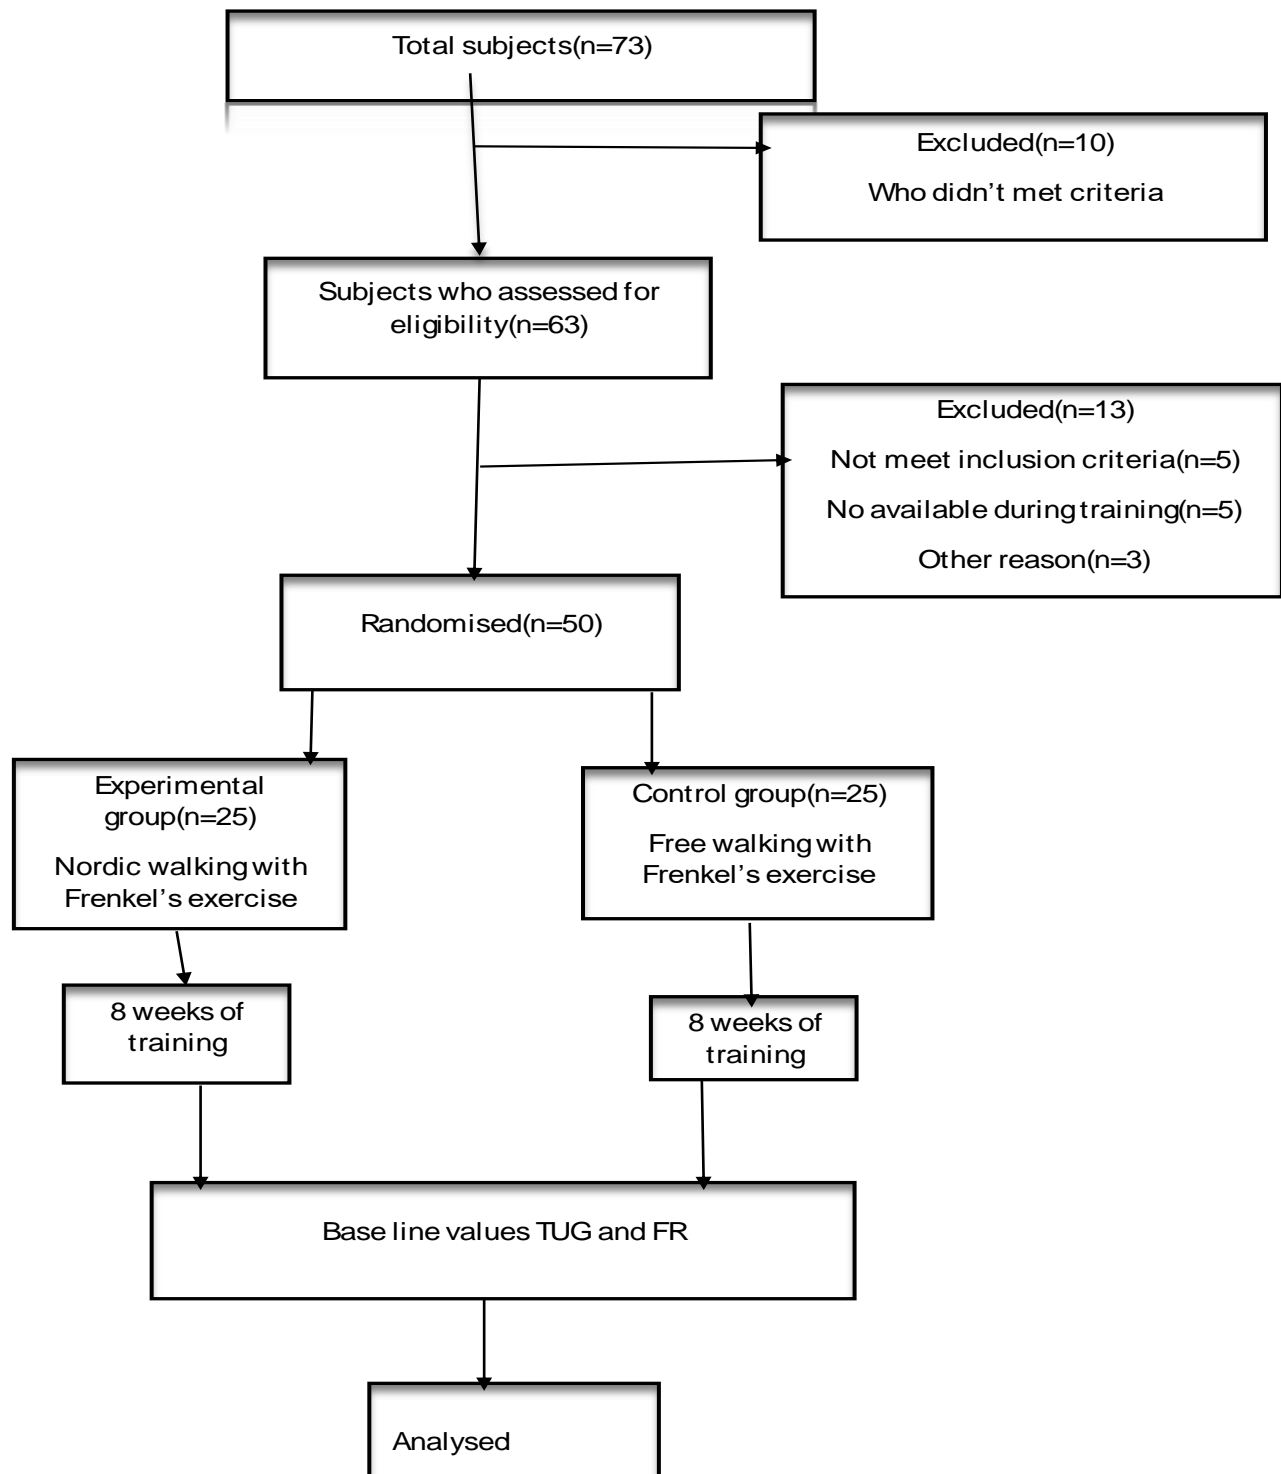 Total subjects(n=73)
Excluded(n=10)
Who didn’t met criteria
Subjects who assessed for
eligibility(n=63)
Excluded(n=13)
Not meet inclusion criteria(n=5)
No available during training(n=5)
Other reason(n=3)
Randomised(n=50)
Experimental
group(n=25)
Nordic walking with
Frenkel’s exercise
Control group(n=25)
Free walking with
Frenkel’s exercise
8 weeks of
training
8 weeks of
training
Base line values TUG and FR
Analysed